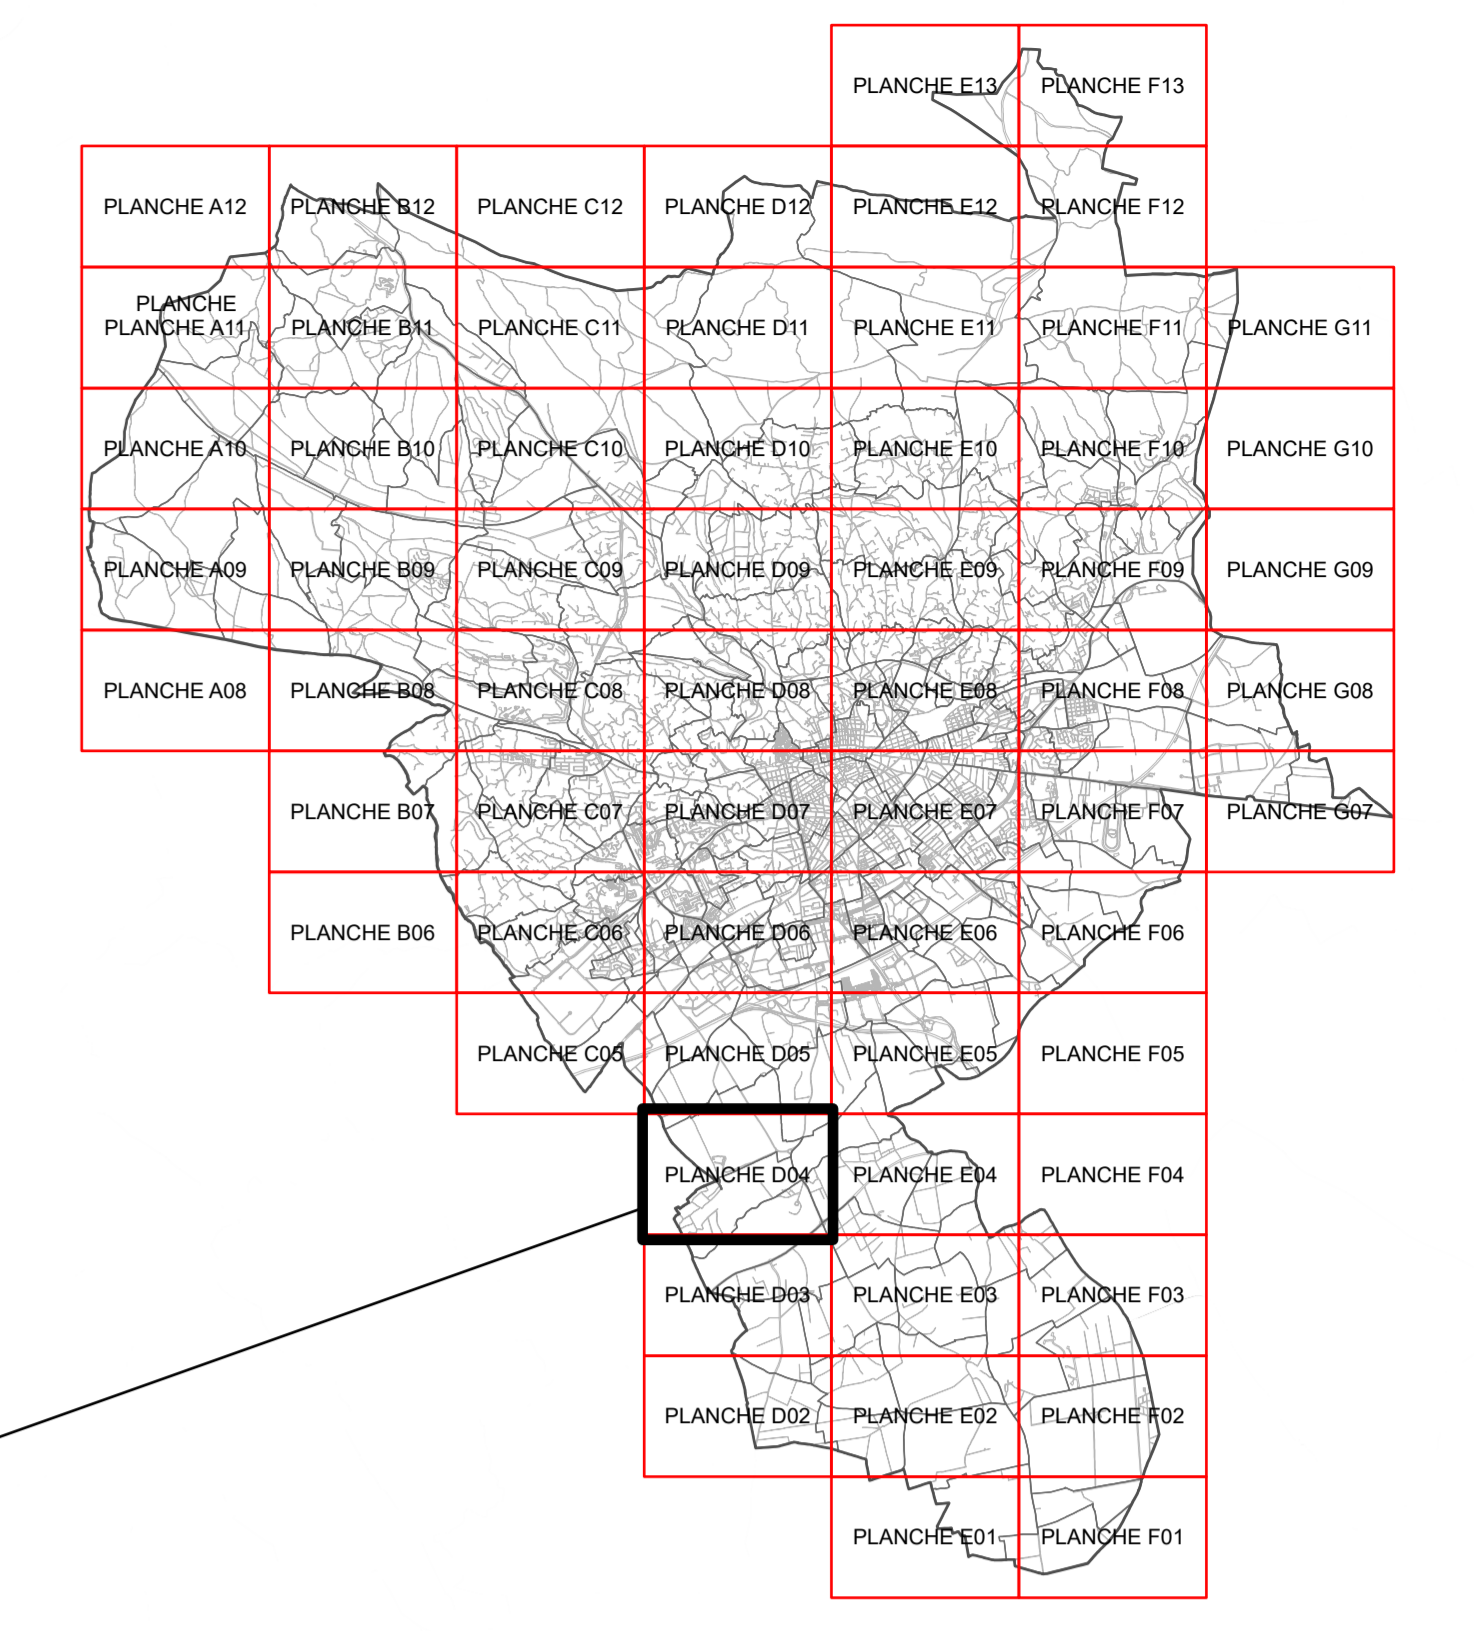 PLANCHE E13
PLANCHE F13
PLANCHE A12
PLANCHE B12
PLANCHE C12
PLANCHE D12
PLANCHE E12
PLANCHE F12
PLANCHE
PLANCHE A11
PLANCHE B11
PLANCHE C11
PLANCHE D11
PLANCHE E11
PLANCHE F11
PLANCHE G11
PLANCHE A10
PLANCHE B10
PLANCHE C10
PLANCHE D10
PLANCHE E10
PLANCHE F10
PLANCHE G10
PLANCHE A09
PLANCHE B09
PLANCHE C09
PLANCHE D09
PLANCHE E09
PLANCHE F09
PLANCHE G09
PLANCHE A08
PLANCHE B08
PLANCHE C08
PLANCHE D08
PLANCHE E08
PLANCHE F08
PLANCHE G08
PLANCHE B07
PLANCHE C07
PLANCHE D07
PLANCHE E07
PLANCHE F07
PLANCHE G07
PLANCHE B06
PLANCHE C06
PLANCHE D06
PLANCHE E06
PLANCHE F06
PLANCHE C05
PLANCHE D05
PLANCHE E05
PLANCHE F05
PLANCHE D04
PLANCHE E04
PLANCHE F04
PLANCHE D03
PLANCHE E03
PLANCHE F03
PLANCHE D02
PLANCHE E02
PLANCHE F02
PLANCHE E01
PLANCHE F01